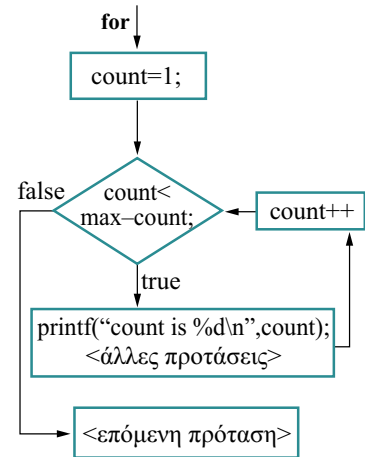 for
count=1;
false
count<
max–count;
count++
true
printf(“count is %d\n”,count);
<άλλες προτάσεις>
<επόμενη πρόταση>